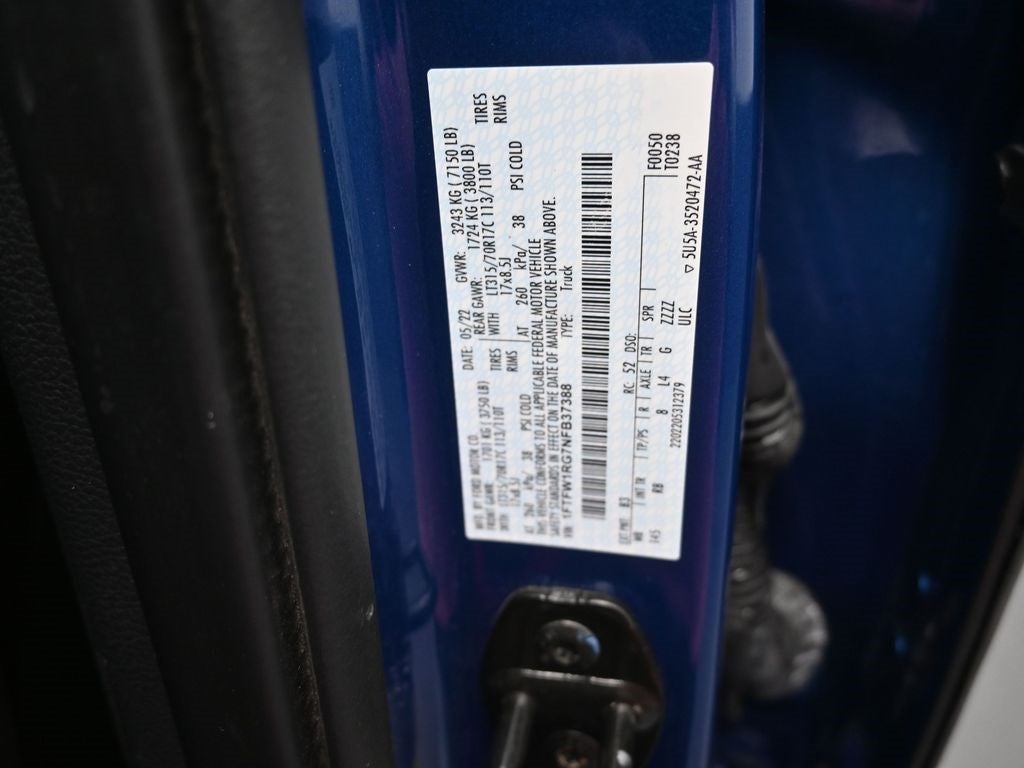 MFD. BY FORD MOTOR CO.
DATE: 05/22 GVWR: 3243 KG ( 7150 LB)
FRONT GAWR: 1701 KG ( 3750 LB) REAR GAWR: 1724 KG ( 3800 LB)
WITH LT315/70R17C 113/110T TIRES WITH LT315/70R17C 113/110T TIRES
17x8.5J RIMS 17x8.5J RIMS
AT 260 kPa/ 38 PSI COLD AT 260 kPa/ 38 PSI COLD
THIS VEHICLE CONFORMS TO ALL APPLICABLE FEDERAL MOTOR VEHICLE
SAFETY STANDARDS IN EFFECT ON THE DATE OF MANUFACTURE SHOWN ABOVE.
VIN: 1FTFW1RG7NFB37388 TYPE: Truck
EXT PNT: B3 RC: 52 DSO: F0050
WB INT TR TP/PS R AXLE TR SPR T0238
145 RB 8 L4 G ZZZZ
ULC
2202205312379 ▽ 5U5A-3520472-AA